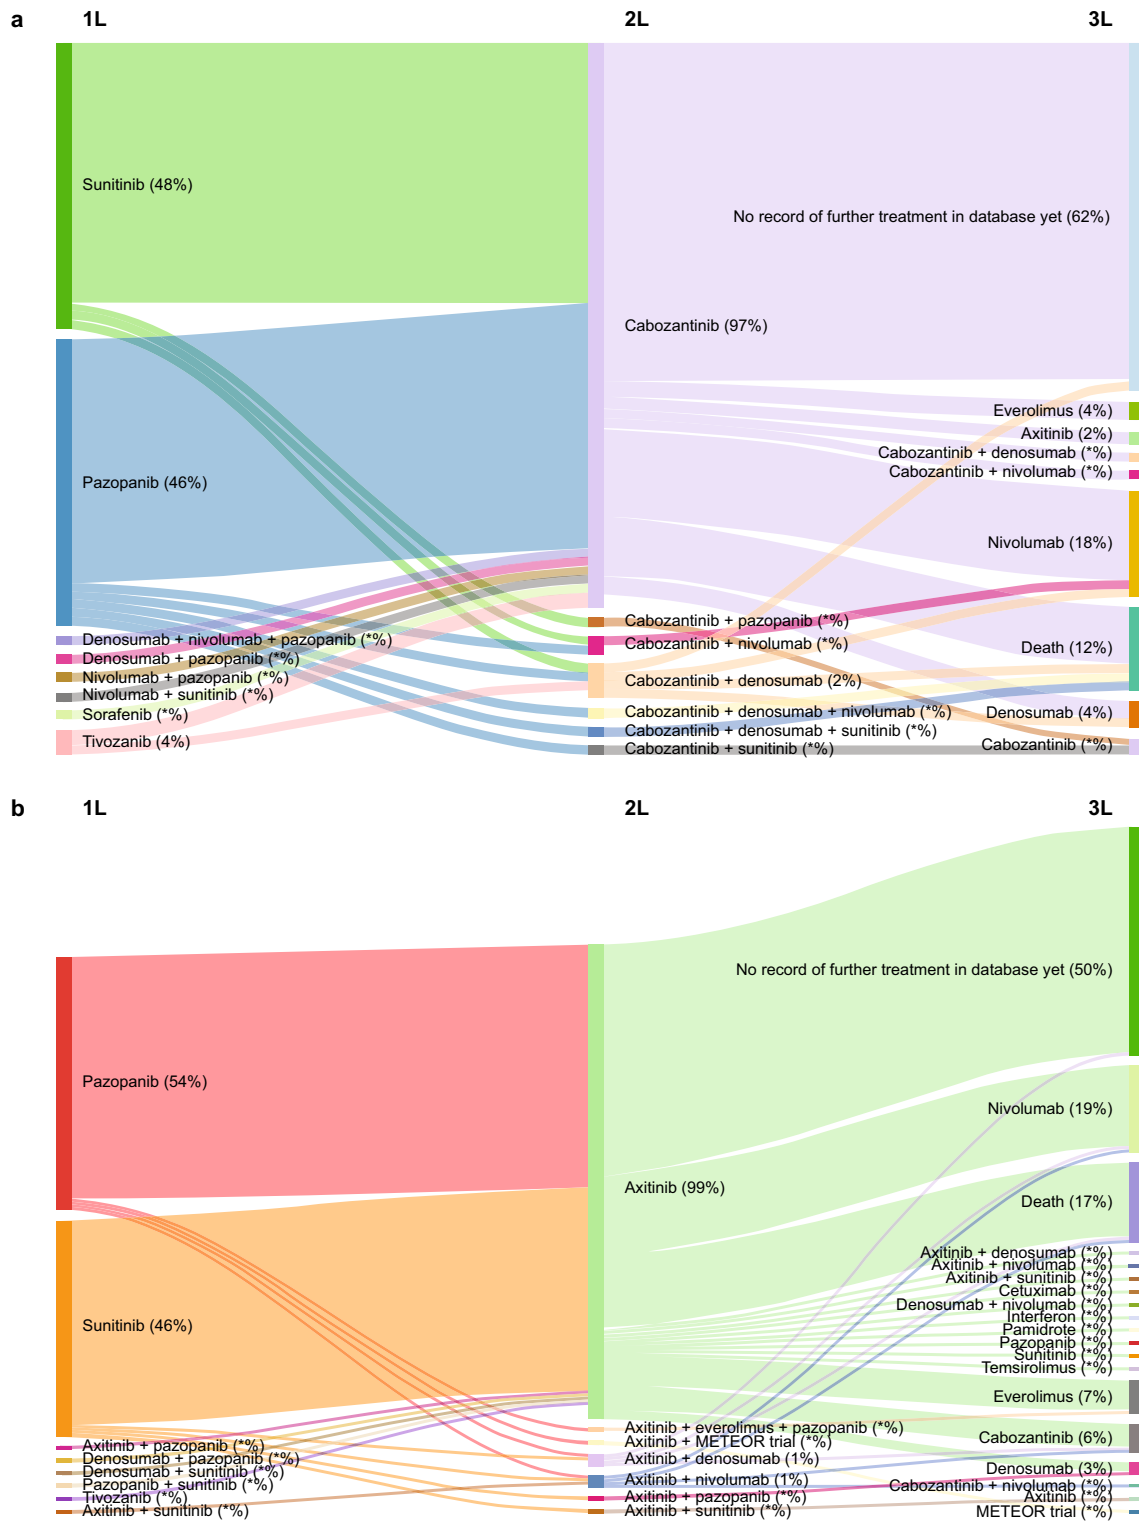 a
1L
2L
3L
Sunitinib (48%)
Pazopanib (46%)
Denosumab + nivolumab + pazopanib (*%)
Denosumab + pazopanib (*%)
Nivolumab + pazopanib (*%)
Nivolumab + sunitinib (*%)
Sorafenib (*%)
Tivozanib (4%)
Cabozantinib (97%)
Cabozantinib + pazopanib (*%)
Cabozantinib + nivolumab (*%)
Cabozantinib + denosumab (2%)
Cabozantinib + denosumab + nivolumab (*%)
Cabozantinib + denosumab + sunitinib (*%)
Cabozantinib + sunitinib (*%)
No record of further treatment in database yet (62%)
Everolimus (4%)
Axitinib (2%)
Cabozantinib + denosumab (*%)
Cabozantinib + nivolumab (*%)
Nivolumab (18%)
Death (12%)
Denosumab (4%)
Cabozantinib (*%)
b
1L
2L
3L
Pazopanib (54%)
Sunitinib (46%)
Axitinib + pazopanib (*%)
Denosumab + pazopanib (*%)
Denosumab + sunitinib (*%)
Pazopanib + sunitinib (*%)
Tivozanib (*%)
Axitinib + sunitinib (*%)
Axitinib (99%)
Axitinib + everolimus + pazopanib (*%)
Axitinib + METEOR trial (*%)
Axitinib + denosumab (1%)
Axitinib + nivolumab (1%)
Axitinib + pazopanib (*%)
Axitinib + sunitinib (*%)
No record of further treatment in database yet (50%)
Nivolumab (19%)
Death (17%)
Axitinib + denosumab (*%)
Axitinib + nivolumab (*%)
Axitinib + sunitinib (*%)
Cetuximab (*%)
Denosumab + nivolumab (*%)
Interferon (*%)
Pamidrote (*%)
Pazopanib (*%)
Sunitinib (*%)
Temsirolimus (*%)
Everolimus (7%)
Cabozantinib (6%)
Denosumab (3%)
Cabozantinib + nivolumab (*%)
Axitinib (*%)
METEOR trial (*%)